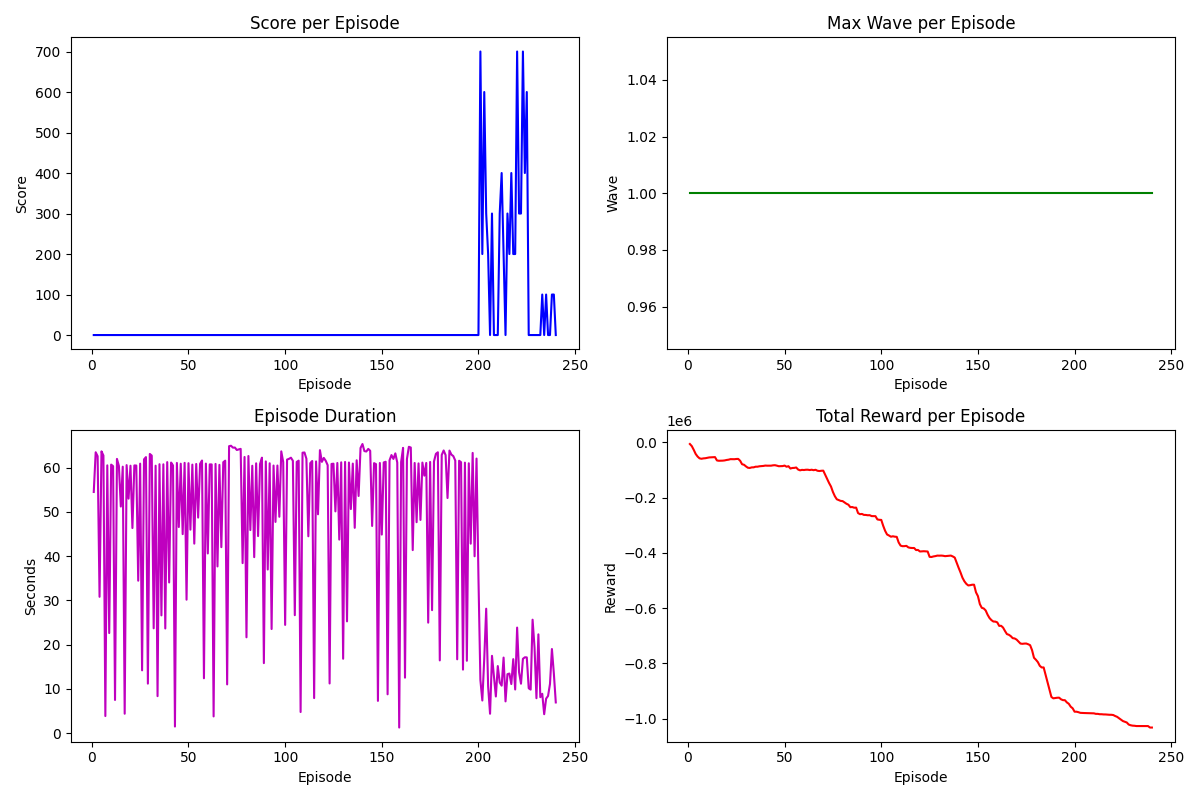 Score per Episode
700
600
500
400
300
200
100
0
Score
0 50 100 150 200 250
Episode
Max Wave per Episode
1.04
1.02
1.00
0.98
0.96
Wave
0 50 100 150 200 250
Episode
Episode Duration
60
50
40
30
20
10
0
Seconds
0 50 100 150 200 250
Episode
Total Reward per Episode
1e6
0.0
−0.2
−0.4
−0.6
−0.8
−1.0
Reward
0 50 100 150 200 250
Episode